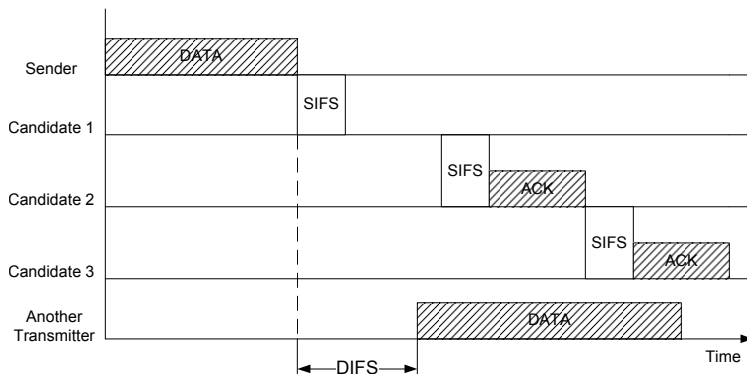 DATA
Sender
SIFS
Candidate 1
SIFS
ACK
Candidate 2
SIFS
ACK
Candidate 3
Another
Transmitter
DATA
Time
DIFS